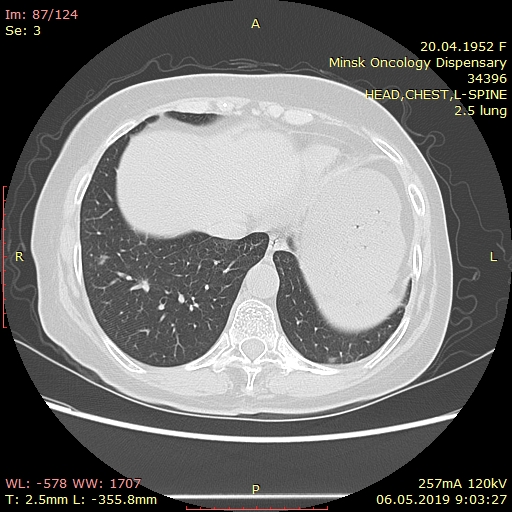 Im: 87/124
Se: 3
A
20.04.1952 F
Minsk Oncology Dispensary
34396
HEAD,CHEST,L-SPINE
2.5 lung
R
L
WL: -578 WW: 1707
T: 2.5mm L: -355.8mm
P
257mA 120kV
06.05.2019 9:03:27